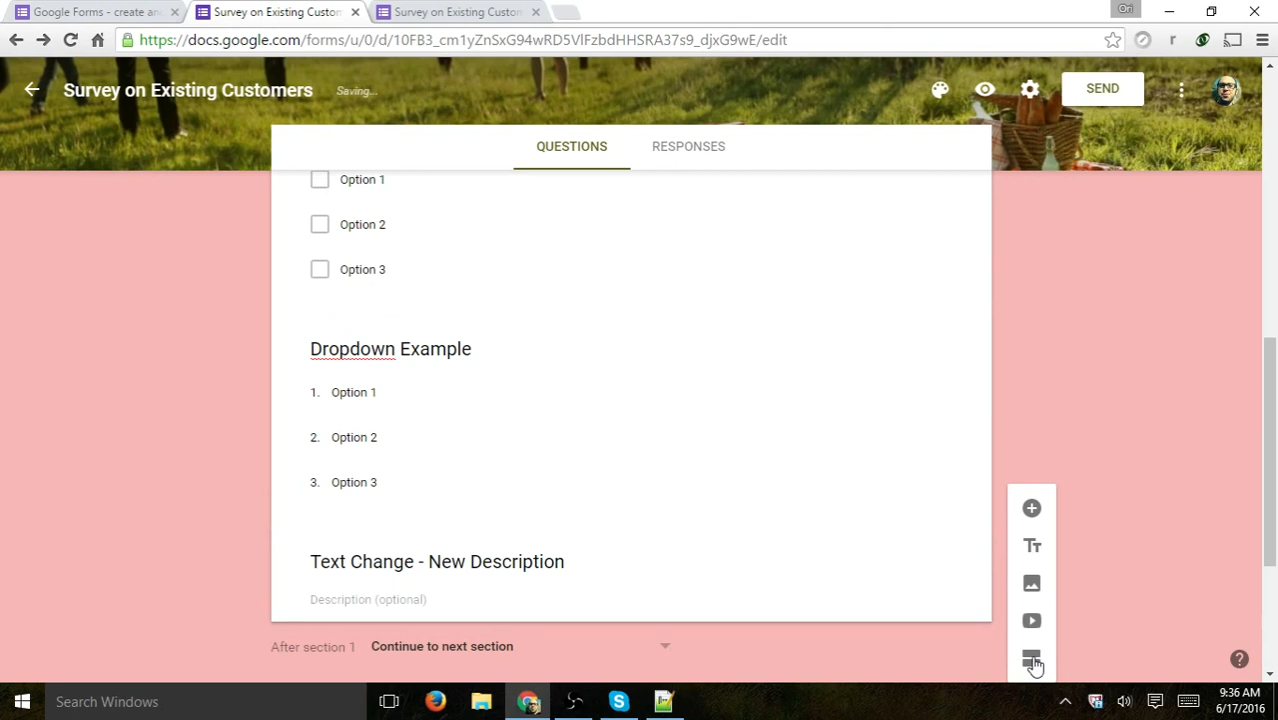 Google Forms - create an
Survey on Existing Custom
Survey on Existing Custom
Ori
https://docs.google.com/forms/u/0/d/10FB3_cm1yZnSxG94wRD5VlFzbdHHSRA37s9_djxG9wE/edit
Survey on Existing Customers
Saving...
SEND
QUESTIONS
RESPONSES
Option 1
Option 2
Option 3
Dropdown Example
1. Option 1
2. Option 2
3. Option 3
Text Change - New Description
Description (optional)
After section 1 Continue to next section
Search Windows
9:36 AM
6/17/2016